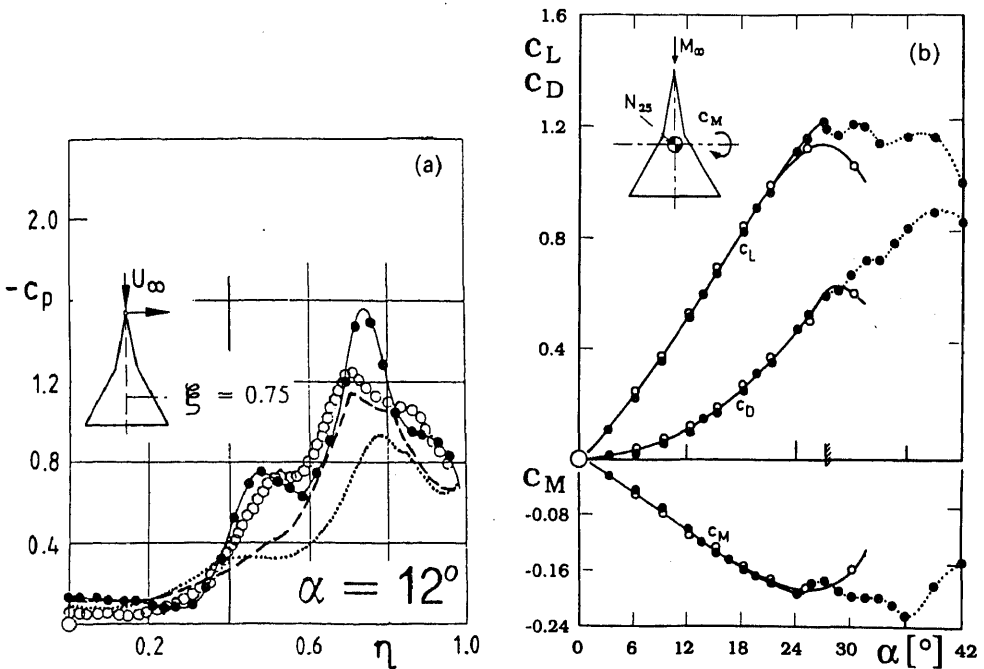 (a)
2.0
-cp
U∞
1.2
ξ = 0.75
0.8
0.4
α = 12°
0.2
η
0.6
1.0
(b)
1.6
CL
CD
M∞
N25
cM
1.2
0.8
cL
0.4
cD
CM
-0.08
cM
-0.16
-0.24
0
6
12
18
24
30
36
α[°]
42